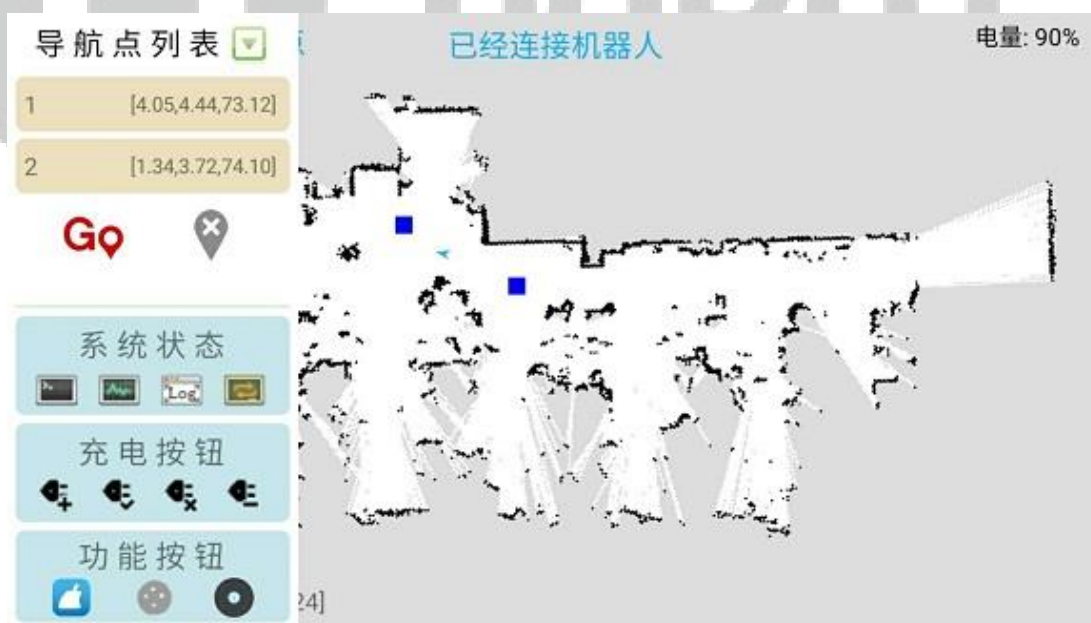 导航点列表
已经连接机器人
电量: 90%
1 [4.05,4.44,73.12]
2 [1.34,3.72,74.10]
Go
系统状态
Log
充电按钮
功能按钮
24]